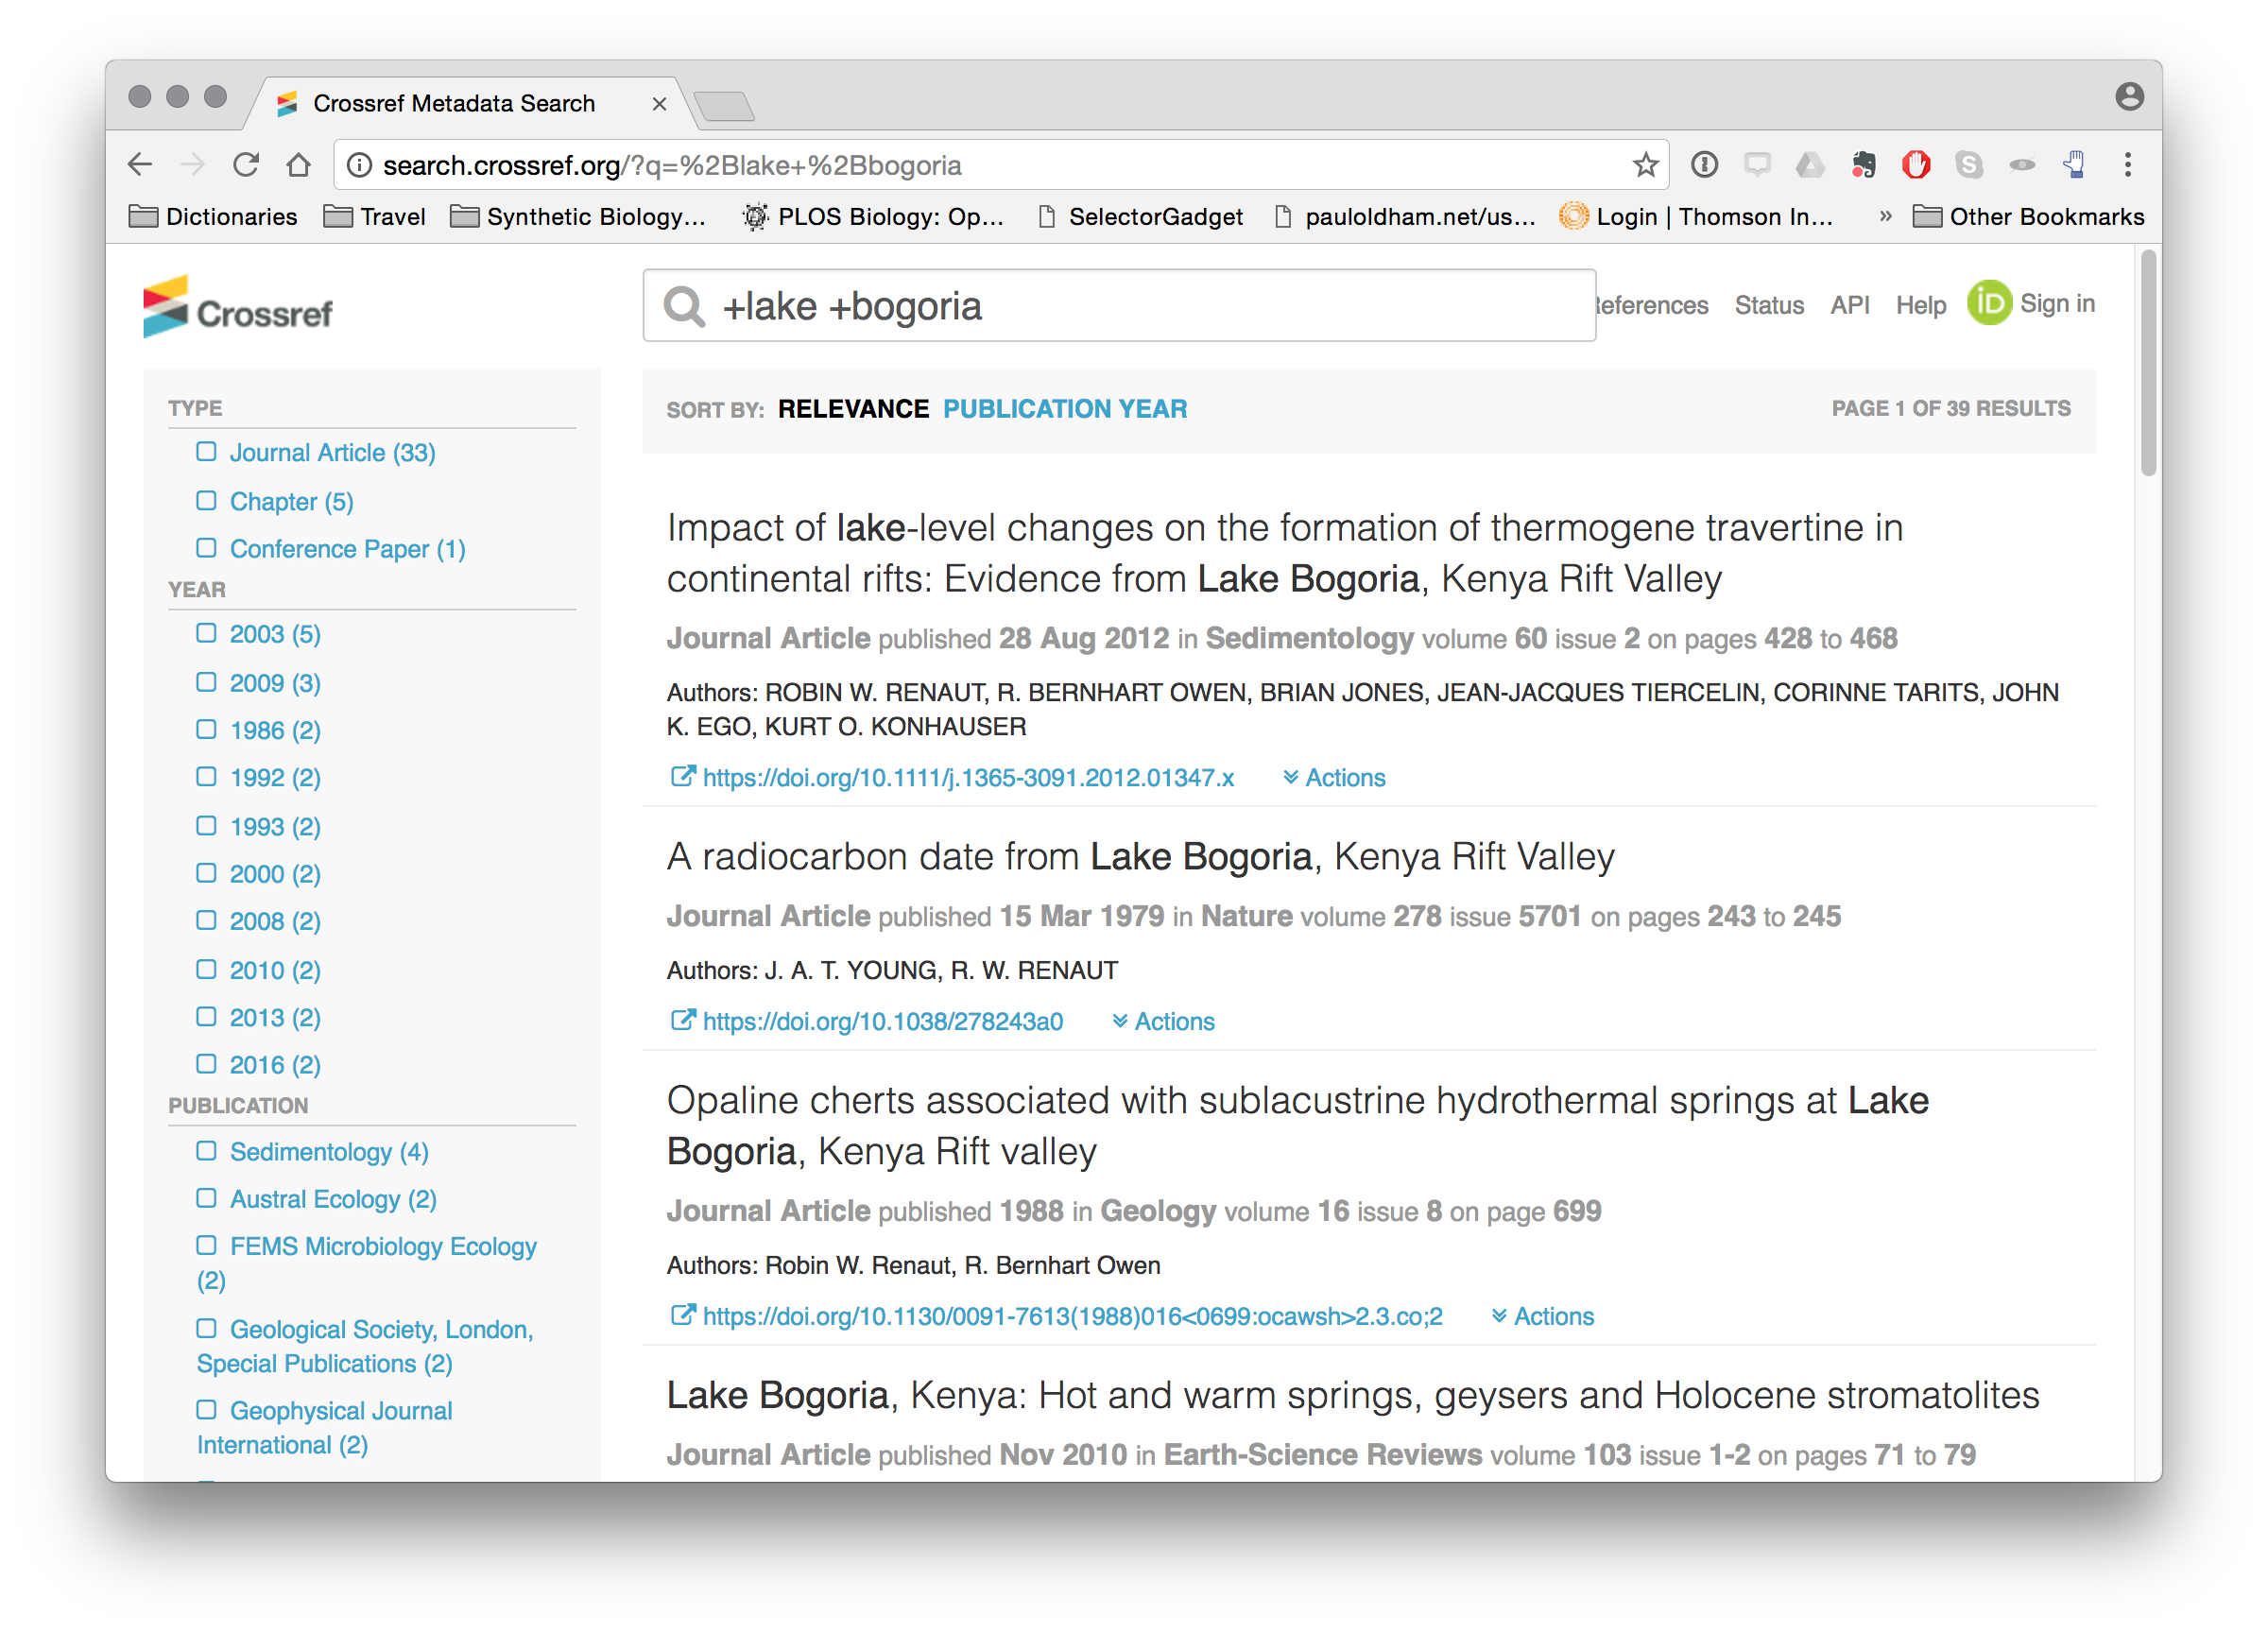 Crossref Metadata Search
search.crossref.org/?q=%2Blake+%2Bbogoria
Dictionaries Travel Synthetic Biology... PLOS Biology: Op... SelectorGadget pauloldham.net/us... Login | Thomson In... » Other Bookmarks
Crossref
+lake +bogoria
eferences Status API Help iD Sign in
TYPE
Journal Article (33)
Chapter (5)
Conference Paper (1)
YEAR
2003 (5)
2009 (3)
1986 (2)
1992 (2)
1993 (2)
2000 (2)
2008 (2)
2010 (2)
2013 (2)
2016 (2)
PUBLICATION
Sedimentology (4)
Austral Ecology (2)
FEMS Microbiology Ecology
(2)
Geological Society, London,
Special Publications (2)
Geophysical Journal
International (2)
SORT BY: RELEVANCE PUBLICATION YEAR
PAGE 1 OF 39 RESULTS
Impact of lake-level changes on the formation of thermogene travertine in
continental rifts: Evidence from Lake Bogoria, Kenya Rift Valley
Journal Article published 28 Aug 2012 in Sedimentology volume 60 issue 2 on pages 428 to 468
Authors: ROBIN W. RENAUT, R. BERNHART OWEN, BRIAN JONES, JEAN-JACQUES TIERCELIN, CORINNE TARITS, JOHN
K. EGO, KURT O. KONHAUSER
https://doi.org/10.1111/j.1365-3091.2012.01347.x Actions
A radiocarbon date from Lake Bogoria, Kenya Rift Valley
Journal Article published 15 Mar 1979 in Nature volume 278 issue 5701 on pages 243 to 245
Authors: J. A. T. YOUNG, R. W. RENAUT
https://doi.org/10.1038/278243a0 Actions
Opaline cherts associated with sublacustrine hydrothermal springs at Lake
Bogoria, Kenya Rift valley
Journal Article published 1988 in Geology volume 16 issue 8 on page 699
Authors: Robin W. Renaut, R. Bernhart Owen
https://doi.org/10.1130/0091-7613(1988)016<0699:ocawsh>2.3.co;2 Actions
Lake Bogoria, Kenya: Hot and warm springs, geysers and Holocene stromatolites
Journal Article published Nov 2010 in Earth-Science Reviews volume 103 issue 1-2 on pages 71 to 79